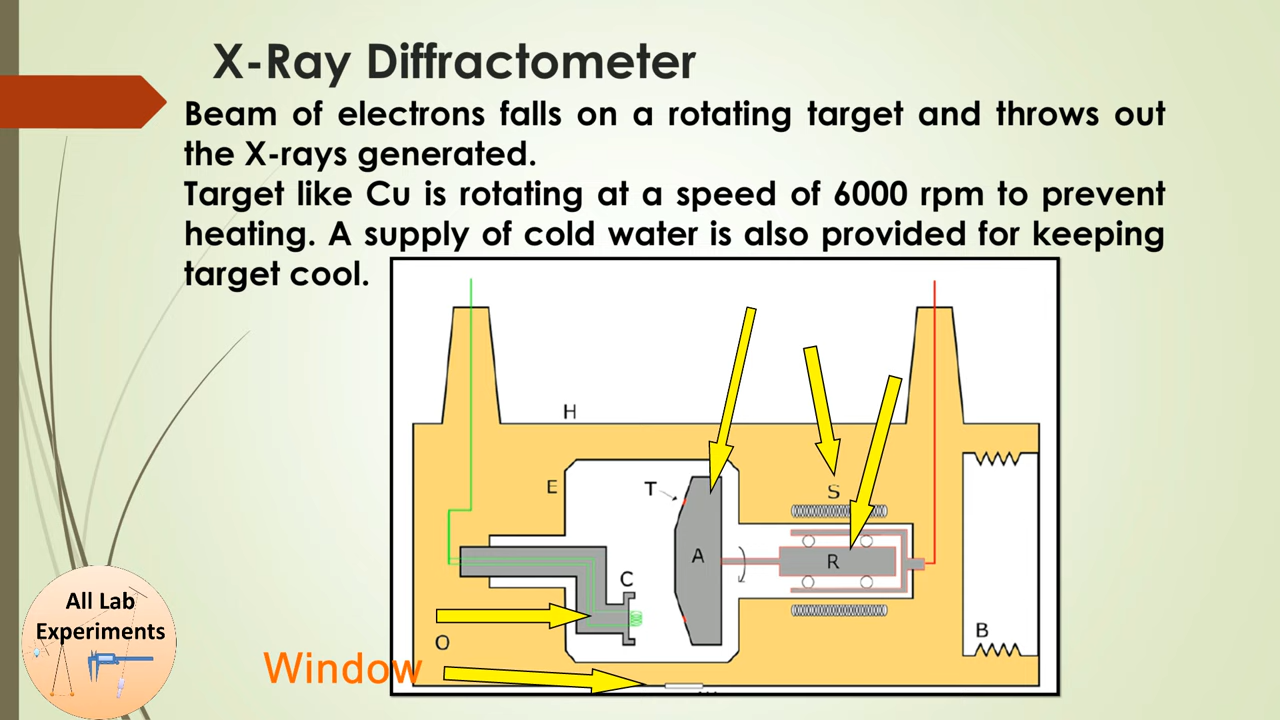 X-Ray Diffractometer
Beam of electrons falls on a rotating target and throws out
the X-rays generated.
Target like Cu is rotating at a speed of 6000 rpm to prevent
heating. A supply of cold water is also provided for keeping
target cool.
H
E
T
S
A
R
C
O
B
Window
All Lab
Experiments